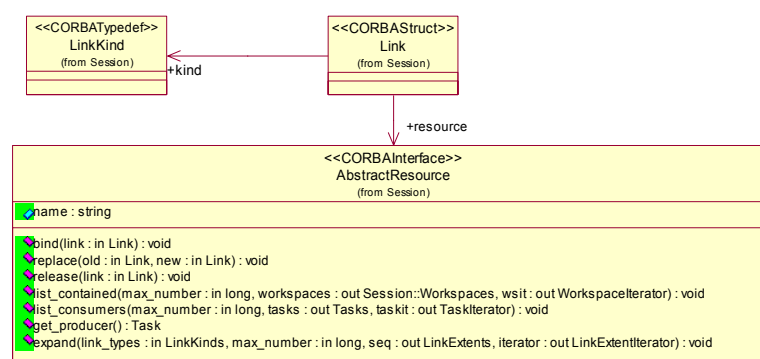 <<CORBATypedef>>
LinkKind
(from Session)
<<CORBAStruct>>
Link
(from Session)
+kind
+resource
<<CORBAInterface>>
AbstractResource
(from Session)
name : string
bind(link : in Link) : void
replace(old : in Link, new : in Link) : void
release(link : in Link) : void
list_contained(max_number : in long, workspaces : out Session::Workspaces, wsit : out WorkspaceIterator) : void
list_consumers(max_number : in long, tasks : out Tasks, taskit : out TaskIterator) : void
get_producer() : Task
expand(link_types : in LinkKinds, max_number : in long, seq : out LinkExtents, iterator : out LinkExtentIterator) : void